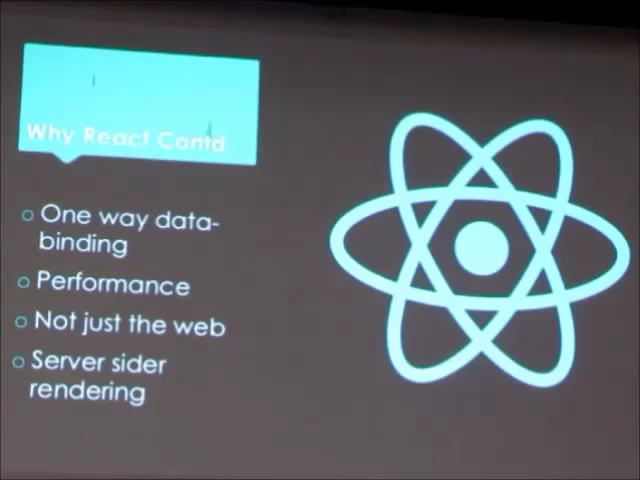 Why React Contd
One way data-
binding
Performance
Not just the web
Server sider
rendering